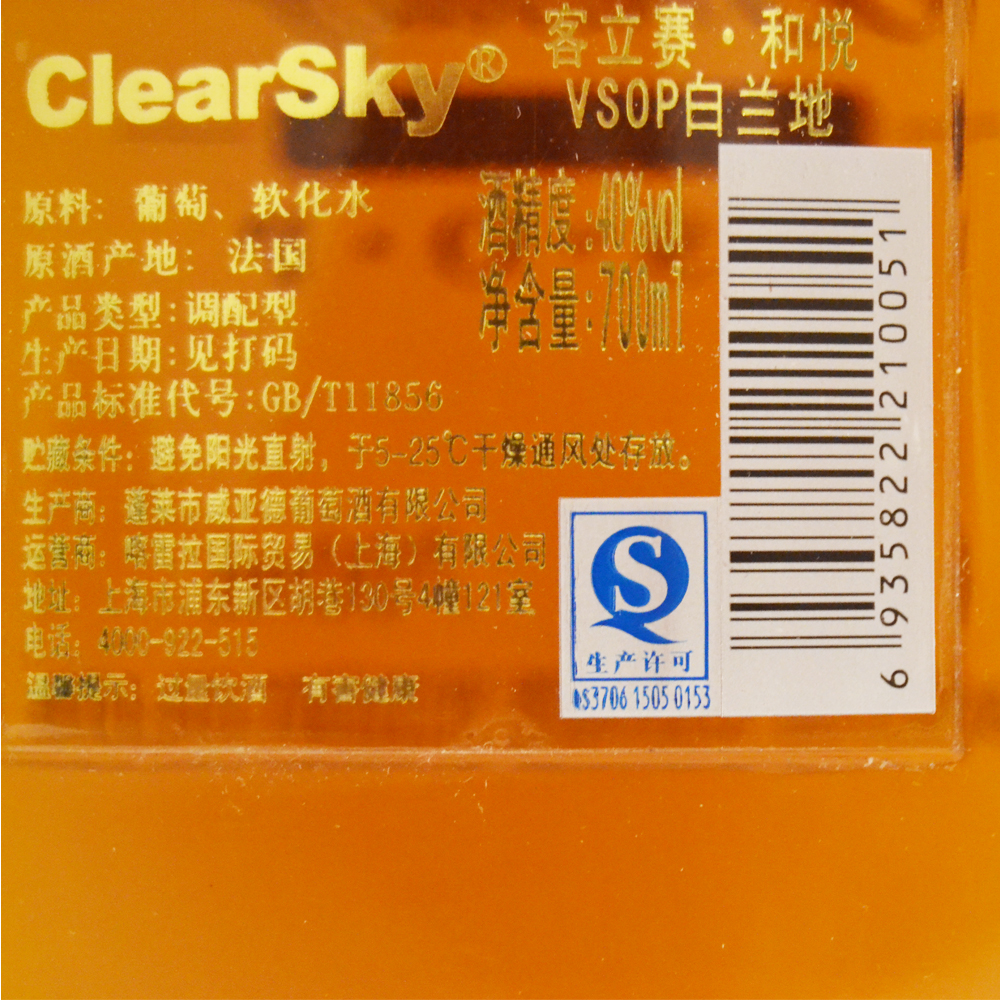 ClearSky®
客立赛·和悦
VSOP白兰地
原料: 葡萄、软化水
原酒产地: 法国
产品类型:调配型
生产日期:见打码
产品标准代号:GB/T11856
酒精度:40%vol
净含量:700ml
贮藏条件: 避免阳光直射, 于5-25℃干燥通风处存放。
生产商: 蓬莱市威亚德葡萄酒有限公司
运营商: 喀雷拉国际贸易（上海）有限公司
地址: 上海市浦东新区胡巷130号4幢121室
电话: 4000-922-515
温馨提示: 过量饮酒 有害健康
S
生产许可
QS3706 1505 0153
6935822210051